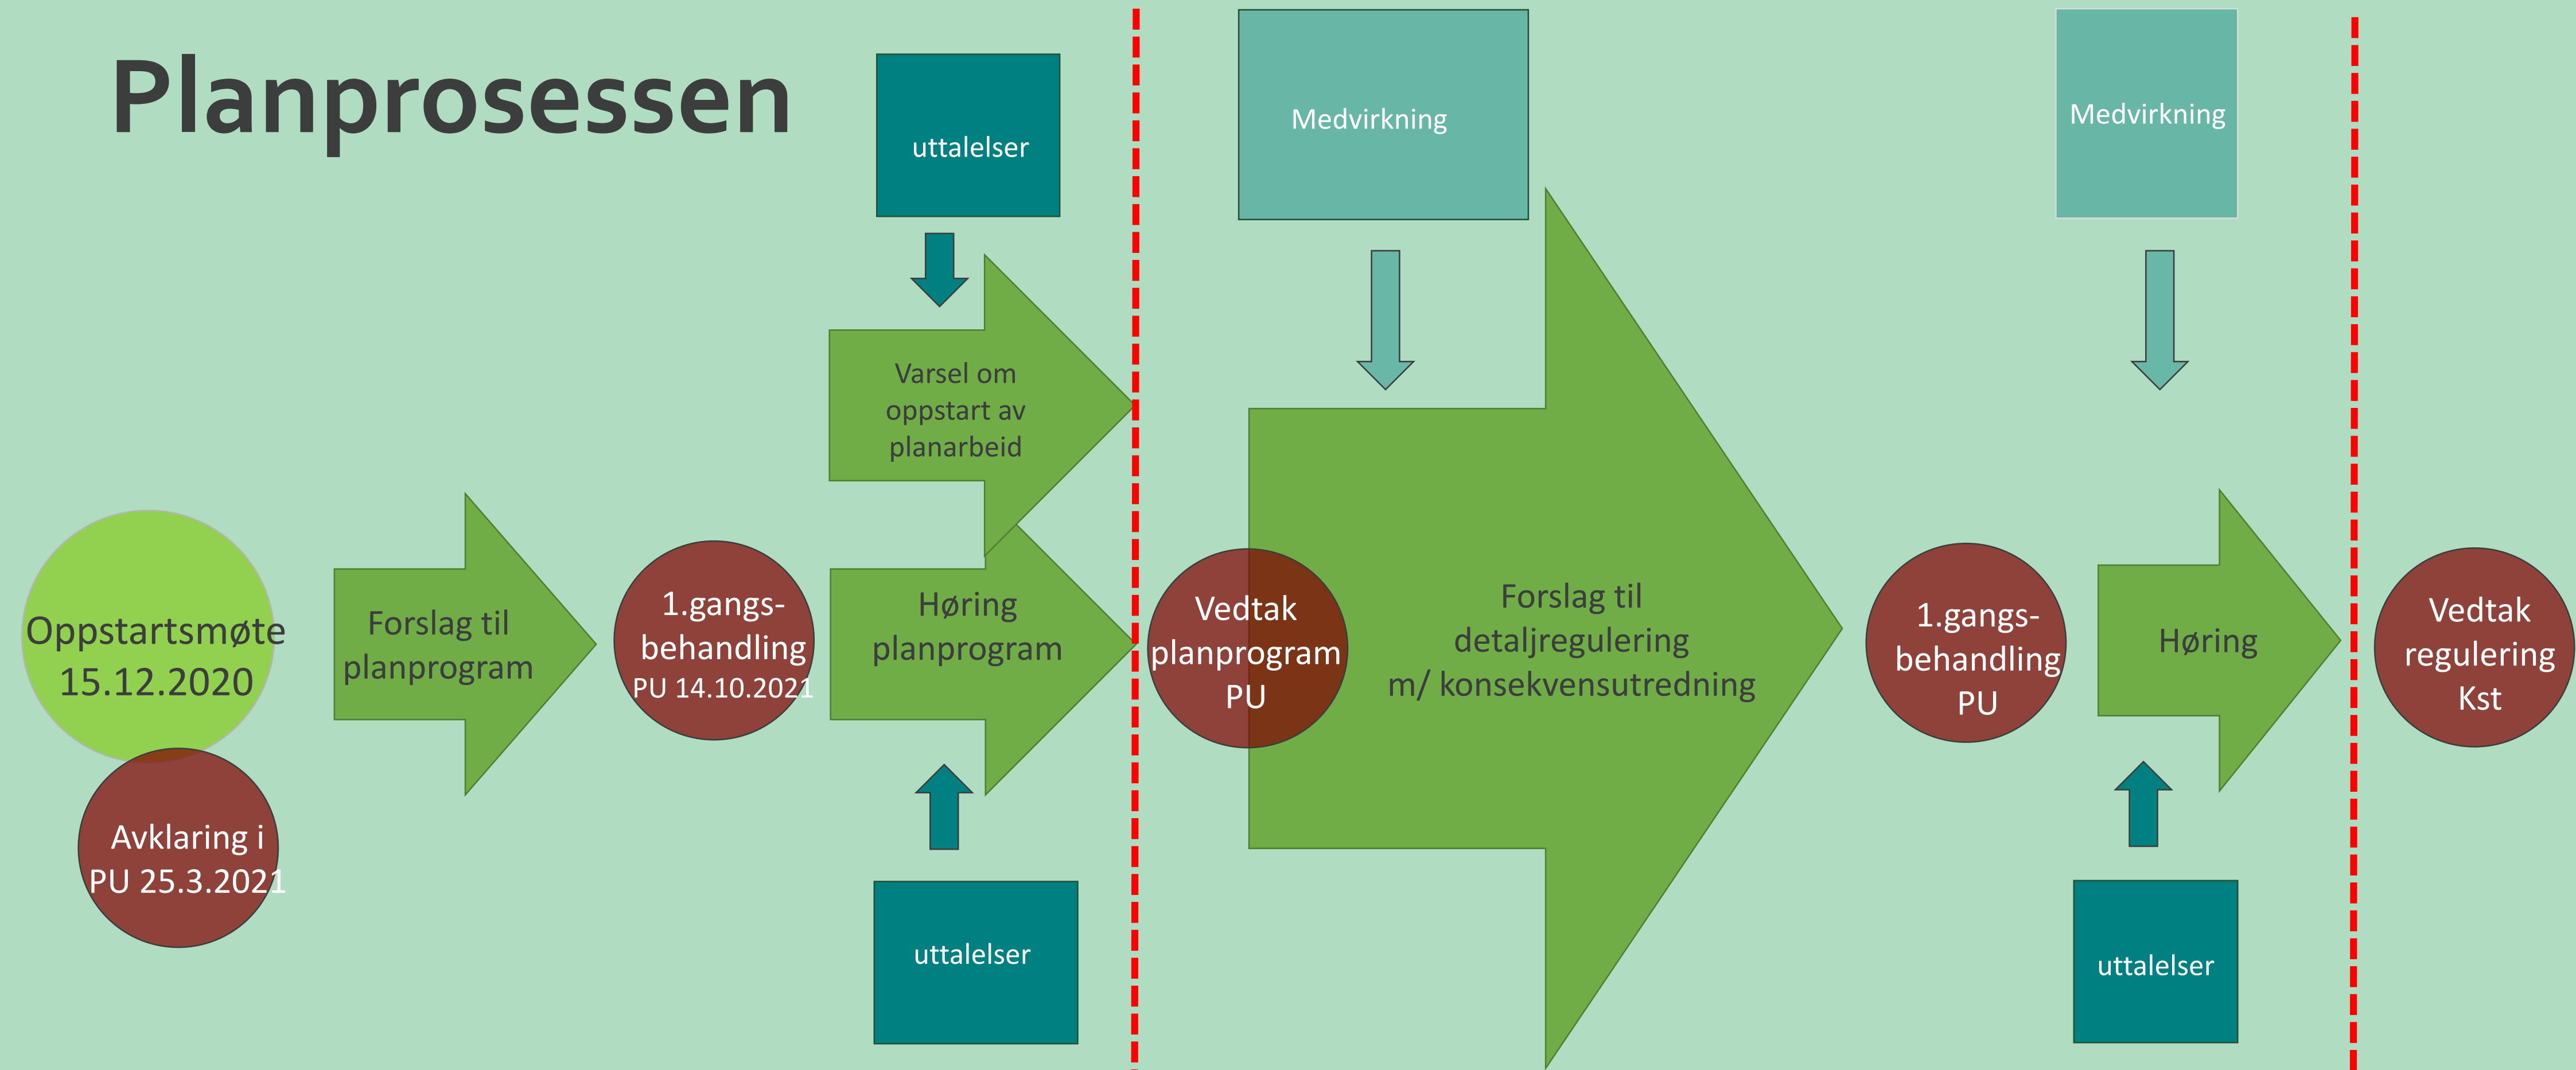 Planprosessen
uttalelser
Medvirkning
Medvirkning
Varsel om
oppstart av
planarbeid
Oppstartsmøte
15.12.2020
Avklaring i
PU 25.3.2021
Forslag til
planprogram
1.gangs-
behandling
PU 14.10.2021
Høring
planprogram
uttalelser
Vedtak
planprogram
PU
Forslag til
detaljregulering
m/ konsekvensutredning
1.gangs-
behandling
PU
Høring
uttalelser
Vedtak
regulering
Kst